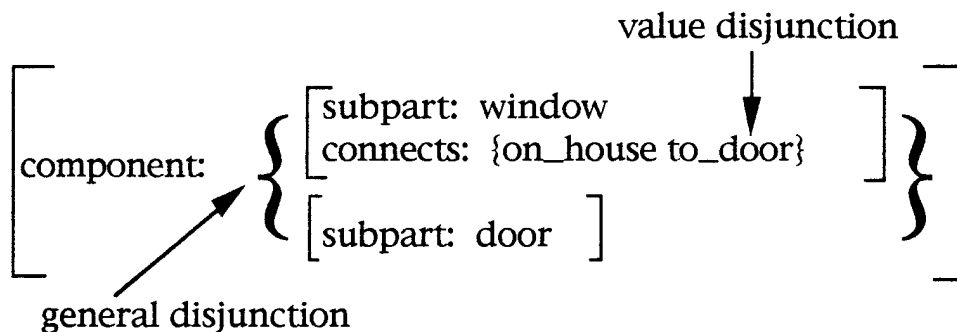 value disjunction
subpart: window
connects: {on_house to_door}
component:
subpart: door
general disjunction